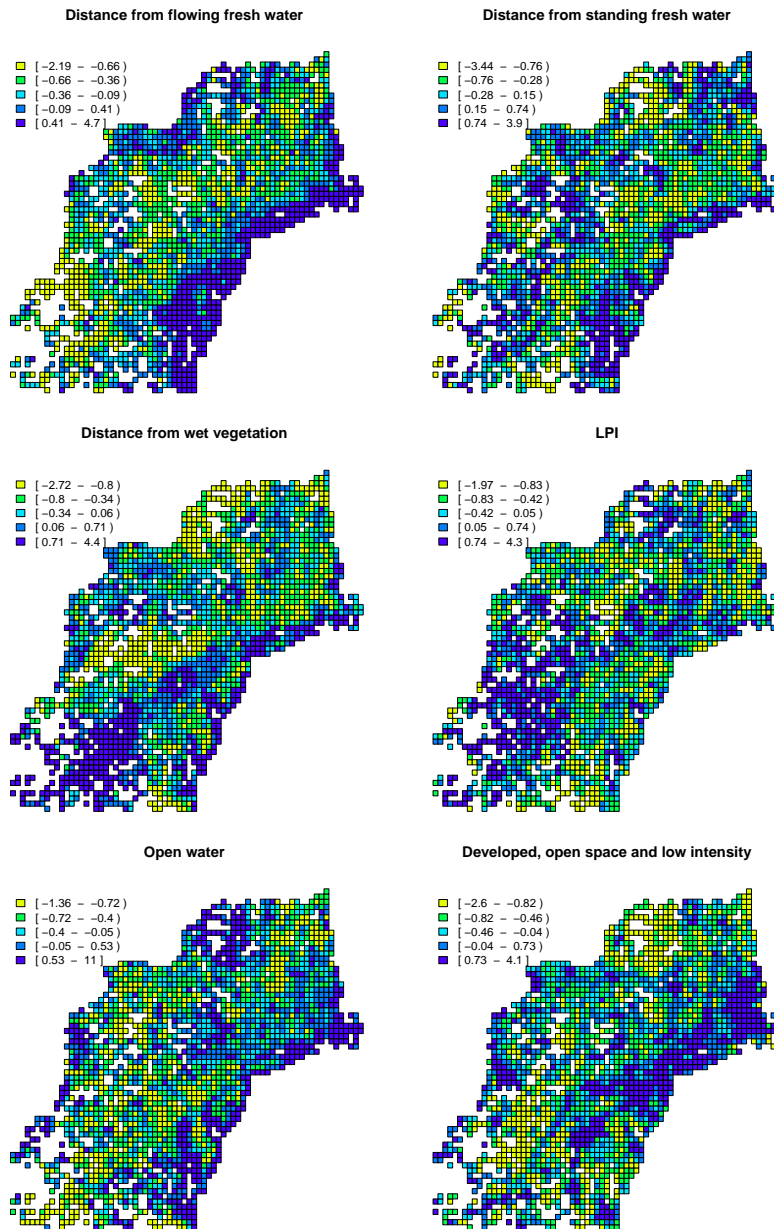 Distance from flowing fresh water
[ −2.19 − −0.66 )
[ −0.66 − −0.36 )
[ −0.36 − −0.09 )
[ −0.09 − 0.41 )
[ 0.41 − 4.7 ]
Distance from standing fresh water
[ −3.44 − −0.76 )
[ −0.76 − −0.28 )
[ −0.28 − 0.15 )
[ 0.15 − 0.74 )
[ 0.74 − 3.9 ]
Distance from wet vegetation
[ −2.72 − −0.8 )
[ −0.8 − −0.34 )
[ −0.34 − 0.06 )
[ 0.06 − 0.71 )
[ 0.71 − 4.4 ]
LPI
[ −1.97 − −0.83 )
[ −0.83 − −0.42 )
[ −0.42 − 0.05 )
[ 0.05 − 0.74 )
[ 0.74 − 4.3 ]
Open water
[ −1.36 − −0.72 )
[ −0.72 − −0.4 )
[ −0.4 − −0.05 )
[ −0.05 − 0.53 )
[ 0.53 − 11 ]
Developed, open space and low intensity
[ −2.6 − −0.82 )
[ −0.82 − −0.46 )
[ −0.46 − −0.04 )
[ −0.04 − 0.73 )
[ 0.73 − 4.1 ]